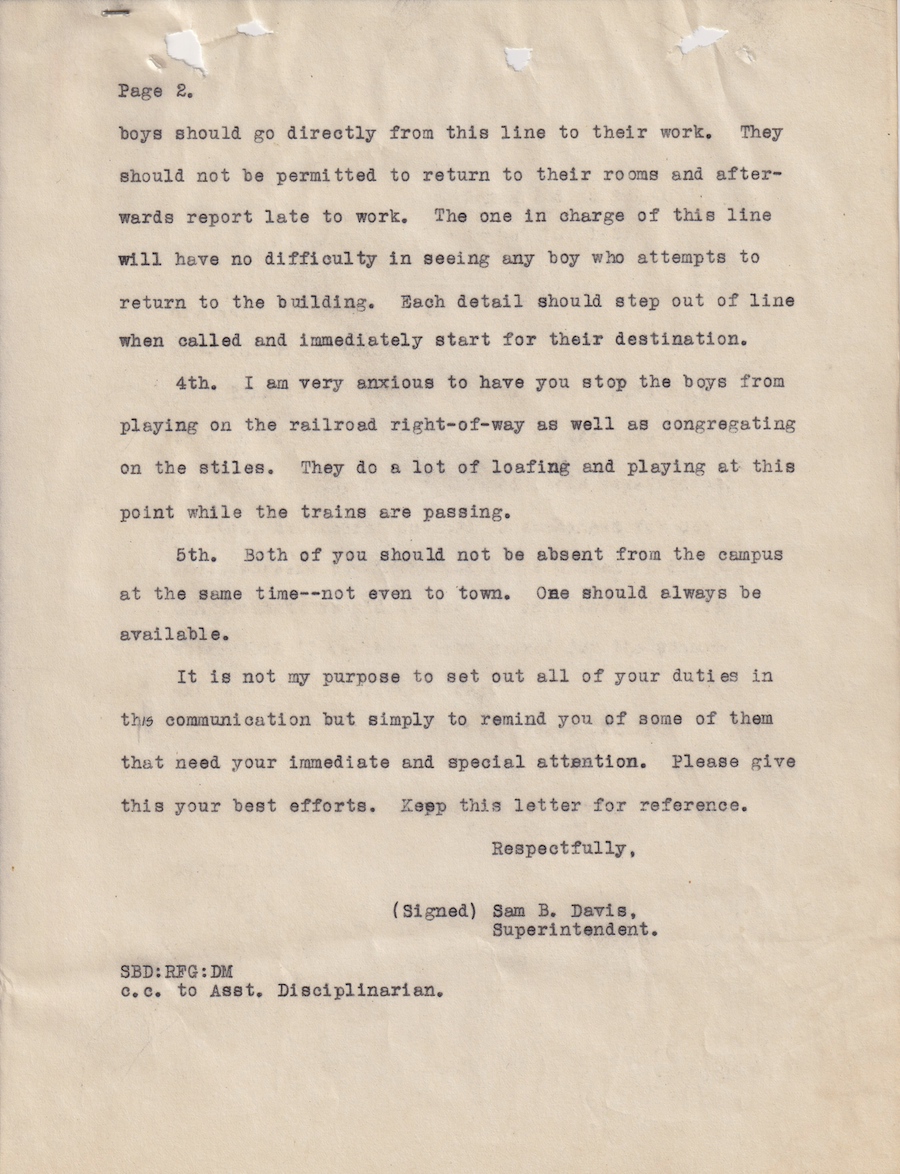 Page 2.
boys should go directly from this line to their work. They
should not be permitted to return to their rooms and after-
wards report late to work. The one in charge of this line
will have no difficulty in seeing any boy who attempts to
return to the building. Each detail should step out of line
when called and immediately start for their destination.
4th. I am very anxious to have you stop the boys from
playing on the railroad right-of-way as well as congregating
on the stiles. They do a lot of loafing and playing at this
point while the trains are passing.
5th. Both of you should not be absent from the campus
at the same time--not even to town. One should always be
available.
It is not my purpose to set out all of your duties in
this communication but simply to remind you of some of them
that need your immediate and special attention. Please give
this your best efforts. Keep this letter for reference.
Respectfully,
(Signed) Sam B. Davis,
Superintendent.
SBD:RFG:DM
c.c. to Asst. Disciplinarian.